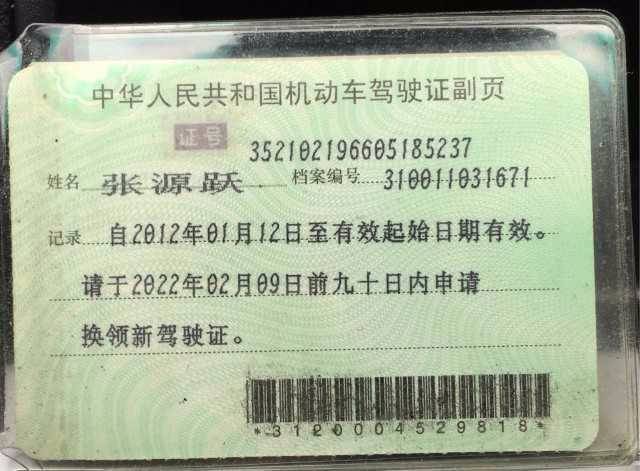 中华人民共和国机动车驾驶证副页
证号 352102196605185237
姓名 张源跃 档案编号 310011031671
记录 自2012年01月12日至有效起始日期有效。
请于2022年02月09日前九十日内申请
换领新驾驶证。
*3120004529818*